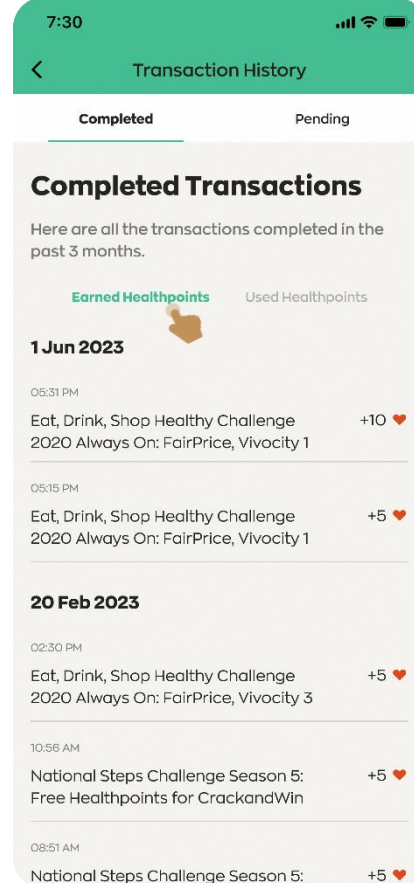 7:30
Transaction History
Completed Pending
Completed Transactions
Here are all the transactions completed in the
past 3 months.
Earned Healthpoints Used Healthpoints
1 Jun 2023
05:31 PM
Eat, Drink, Shop Healthy Challenge +10
2020 Always On: FairPrice, Vivocity 1
05:15 PM
Eat, Drink, Shop Healthy Challenge +5
2020 Always On: FairPrice, Vivocity 1
20 Feb 2023
02:30 PM
Eat, Drink, Shop Healthy Challenge +5
2020 Always On: FairPrice, Vivocity 3
10:56 AM
National Steps Challenge Season 5: +5
Free Healthpoints for CrackandWin
08:51 AM
National Steps Challenge Season 5: +5